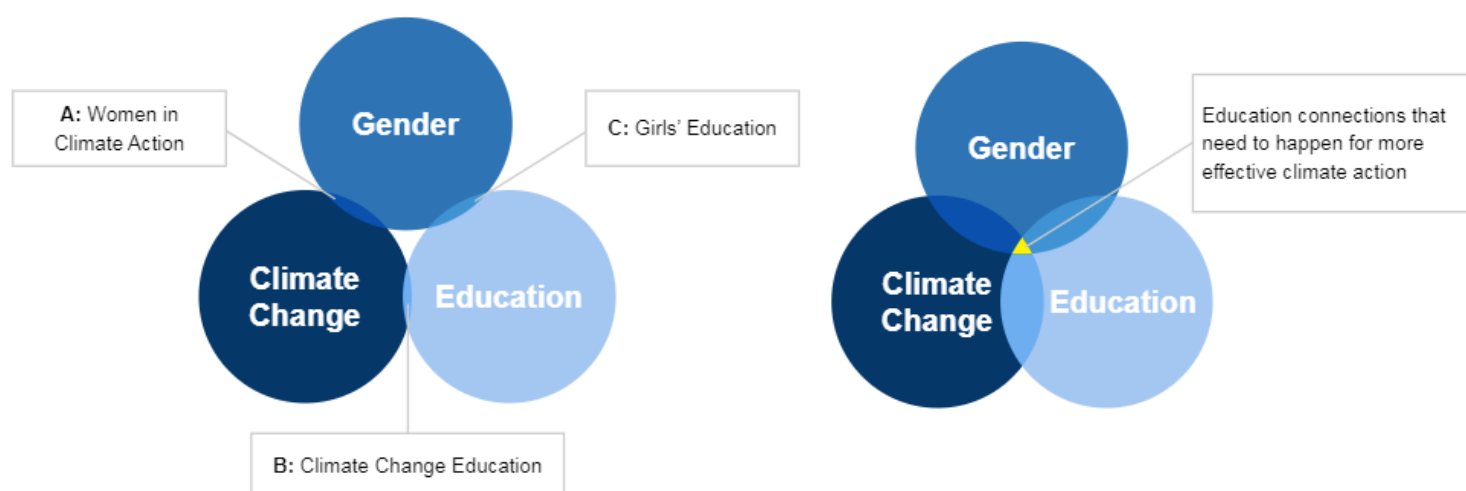 Gender
A: Women in
Climate Action
C: Girls’ Education
Climate
Change
Education
B: Climate Change Education
Gender
Education connections that
need to happen for more
effective climate action
Climate
Change
Education